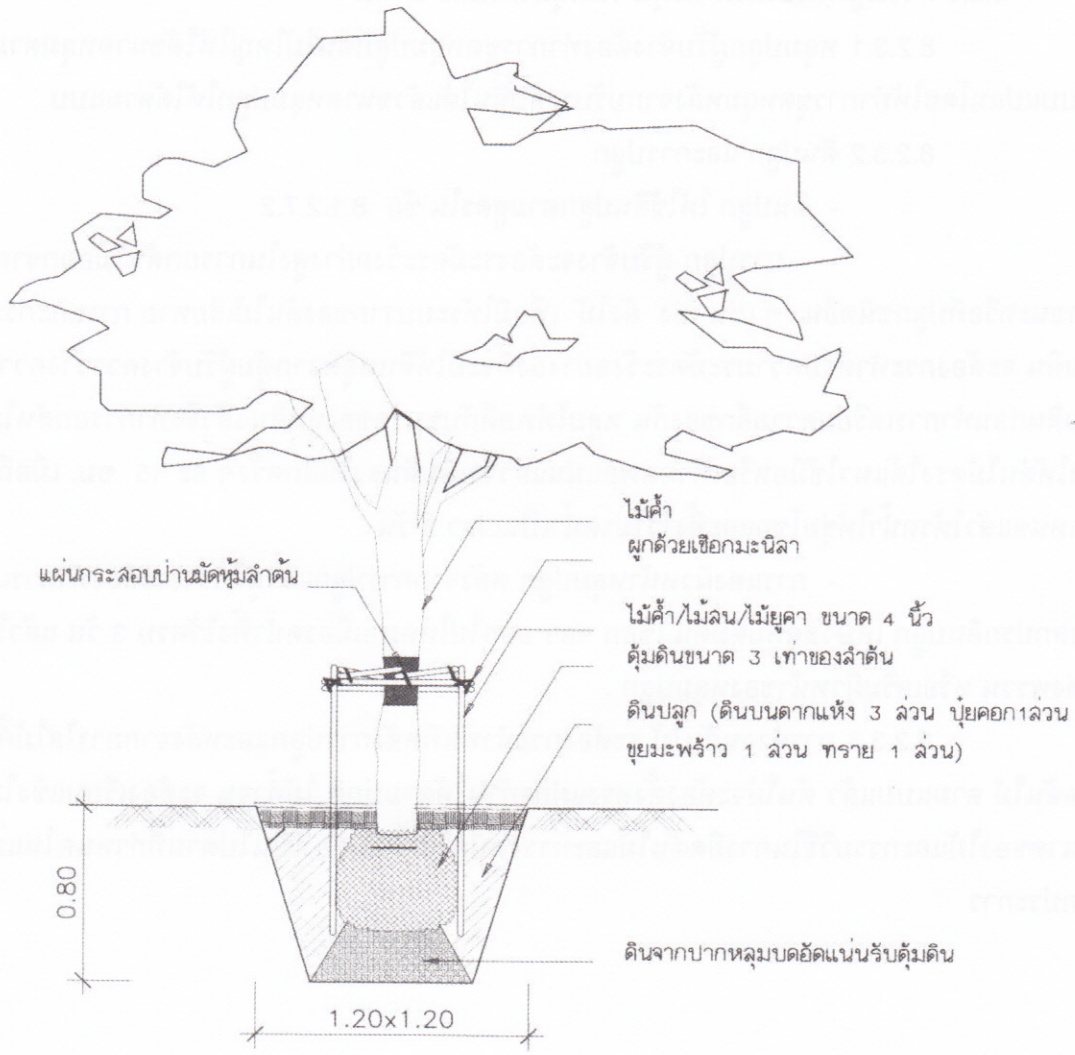 ไม้ค้ำ
ผูกด้วยเชือกมะนิลา
แผ่นกระสอบป่านมัดหุ้มลำต้น
ไม้ค้ำ/ไม้สน/ไม้ยูคา ขนาด 4 นิ้ว
ตุ้มดินขนาด 3 เท่าของลำต้น
ดินปลูก (ดินบนตากแห้ง 3 ส่วน ปุ๋ยคอก1ส่วน
ขุยมะพร้าว 1 ส่วน ทราย 1 ส่วน)
0.80
ดินจากปากหลุมบดอัดแน่นรับตุ้มดิน
1.20x1.20